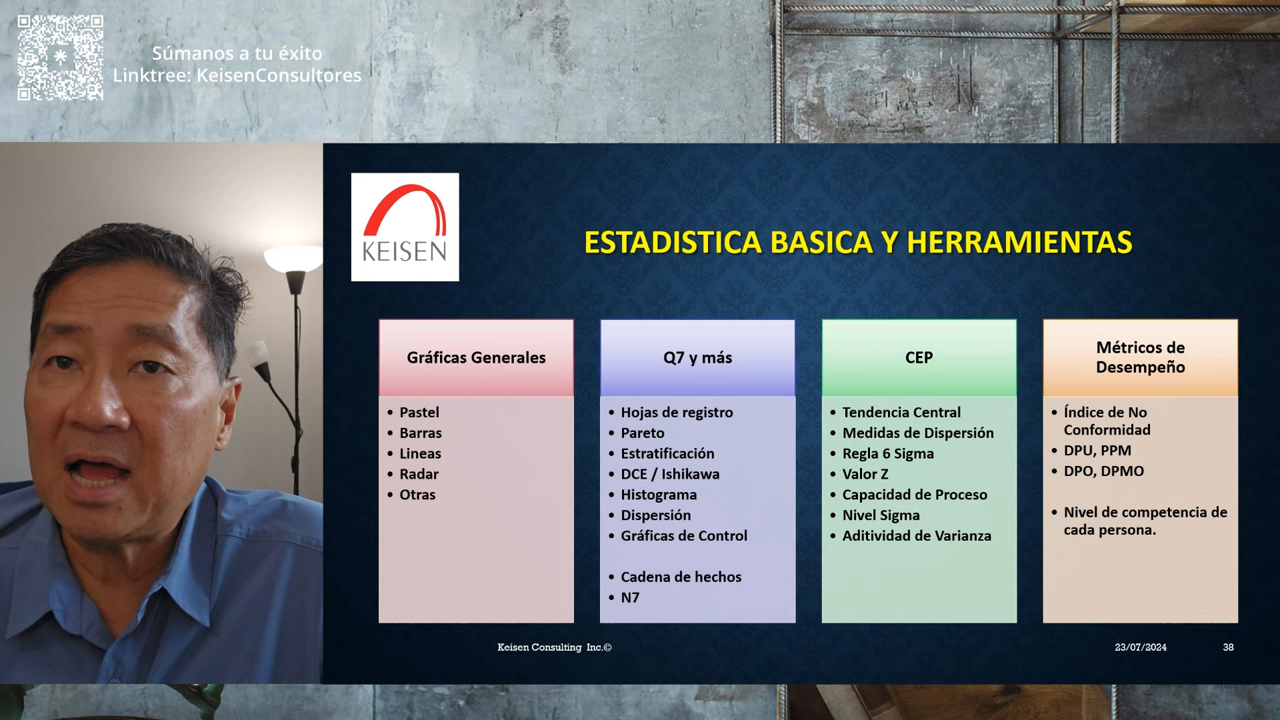 Súmanos a tu éxito
Linktree: KeisenConsultores
KEISEN
ESTADISTICA BASICA Y HERRAMIENTAS
Gráficas Generales
• Pastel
• Barras
• Lineas
• Radar
• Otras
Q7 y más
• Hojas de registro
• Pareto
• Estratificación
• DCE / Ishikawa
• Histograma
• Dispersión
• Gráficas de Control
• Cadena de hechos
• N7
CEP
• Tendencia Central
• Medidas de Dispersión
• Regla 6 Sigma
• Valor Z
• Capacidad de Proceso
• Nivel Sigma
• Aditividad de Varianza
Métricos de
Desempeño
• Índice de No
Conformidad
• DPU, PPM
• DPO, DPMO
• Nivel de competencia de
cada persona.
Keisen Consulting Inc.©
23/07/2024
38